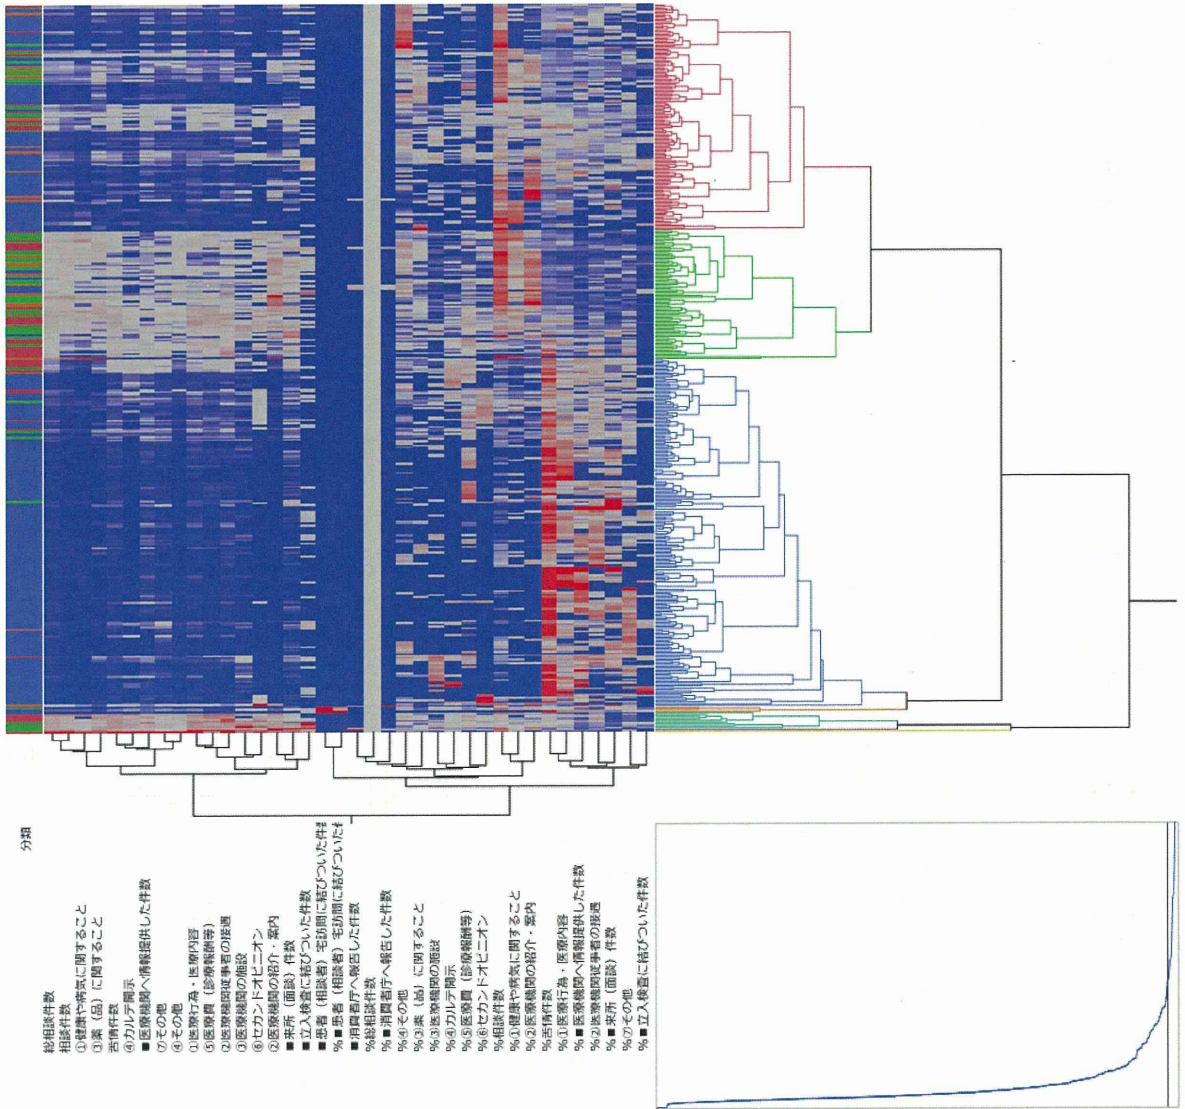 分類
総相談件数
相談件数
①健康や病気に関すること
③薬（品）に関すること
苦情件数
④カルテ開示
■医療機関へ情報提供した件数
⑦その他
④その他
①医療行為・医療内容
⑤医療費（診療報酬等）
②医療機関従事者の接遇
③医療機関の施設
⑥セカンドオピニオン
②医療機関の紹介・案内
■来所（面談）件数
■立入検査に結びついた件数
■患者（相談者）宅訪問に結びついた件数
%■患者（相談者）宅訪問に結びついた
■消費者庁へ報告した件数
%総相談件数
%■消費者庁へ報告した件数
%④その他
%③薬（品）に関すること
%③医療機関の施設
%④カルテ開示
%⑤医療費（診療報酬等）
%⑥セカンドオピニオン
%相談件数
%①健康や病気に関すること
%②医療機関の紹介・案内
%苦情件数
%①医療行為・医療内容
%■医療機関へ情報提供した件数
%②医療機関従事者の接遇
%■来所（面談）件数
%⑦その他
%■立入検査に結びついた件数